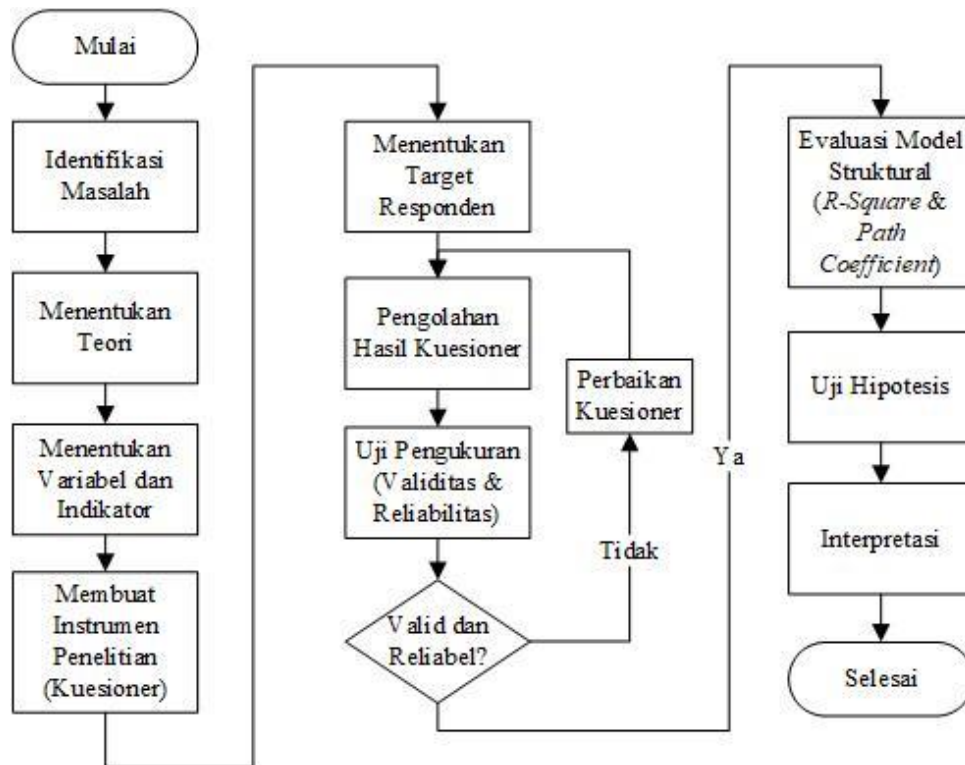 Mulai
Identifikasi
Masalah
Menentukan
Teori
Menentukan
Variabel dan
Indikator
Membuat
Instrumen
Penelitian
(Kuesioner)
Menentukan
Target
Responden
Pengolahan
Hasil Kuesioner
Uji Pengukuran
(Validitas &
Reliabilitas)
Valid dan
Reliabel?
Tidak
Perbaikan
Kuesioner
Ya
Evaluasi Model
Struktural
(R-Square &
Path
Coefficient)
Uji Hipotesis
Interpretasi
Selesai